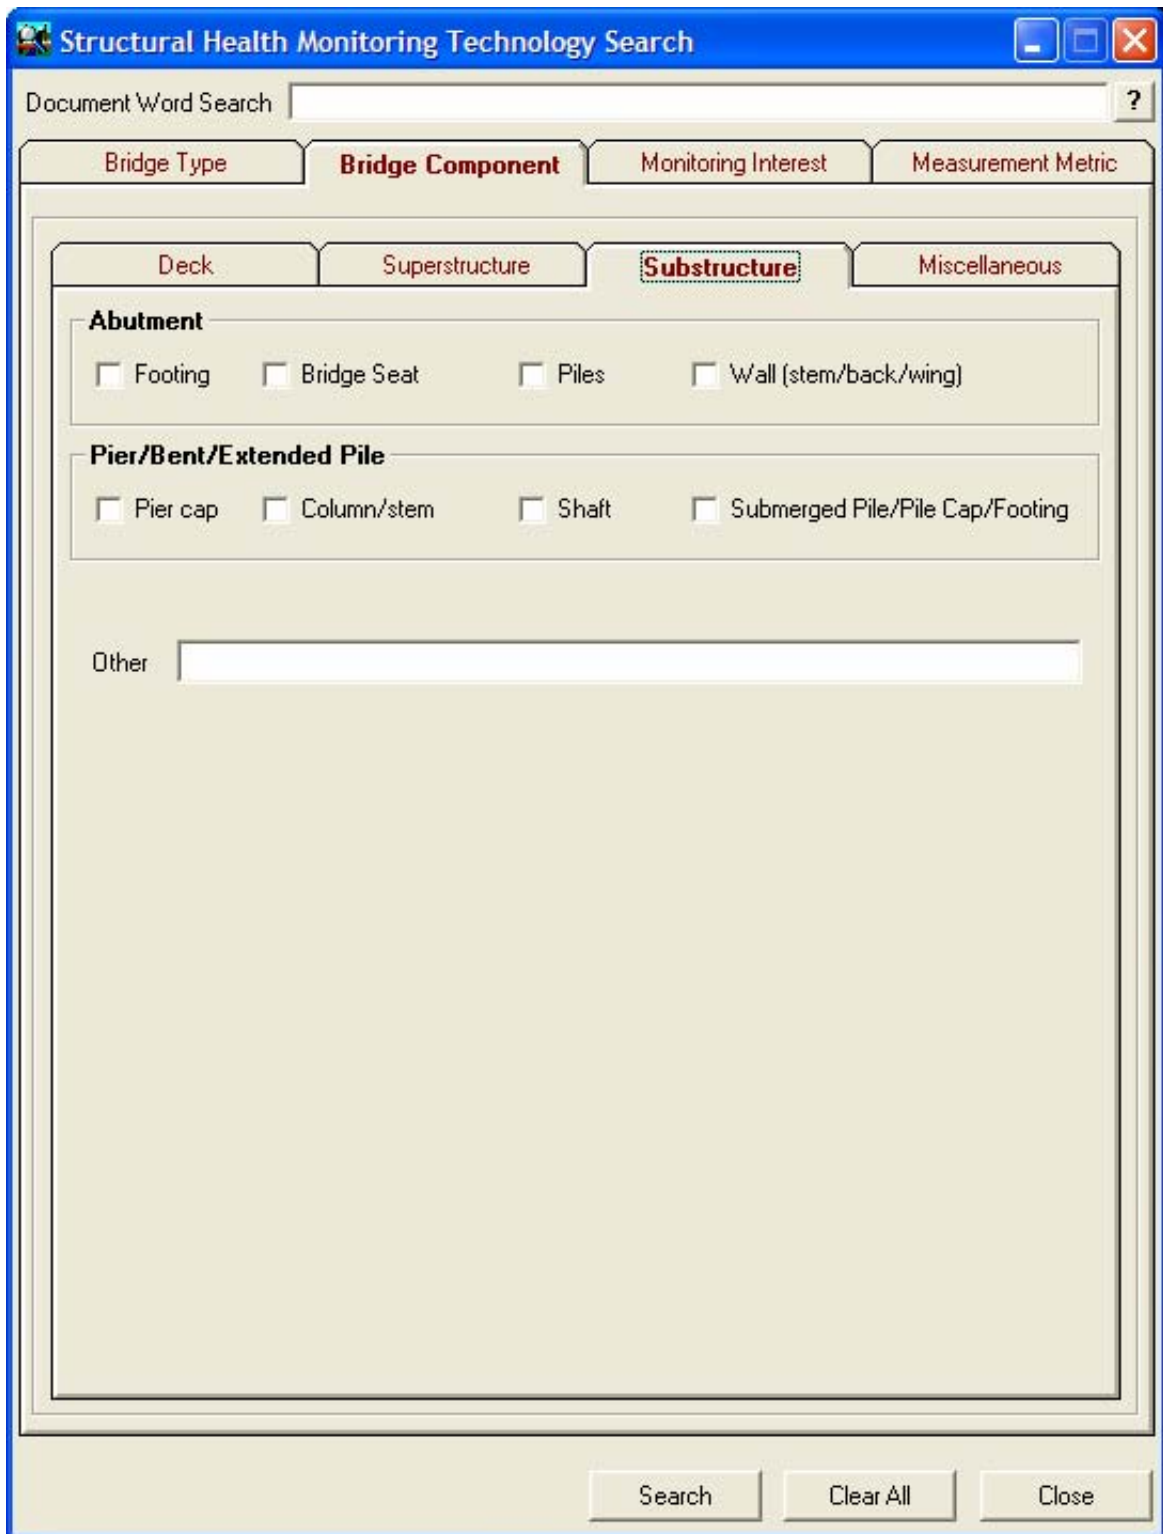 Structural Health Monitoring Technology Search
Document Word Search ?
Bridge Type Bridge Component Monitoring Interest Measurement Metric
Deck Superstructure Substructure Miscellaneous
Abutment
Footing Bridge Seat Piles Wall (stem/back/wing)
Pier/Bent/Extended Pile
Pier cap Column/stem Shaft Submerged Pile/Pile Cap/Footing
Other
Search Clear All Close